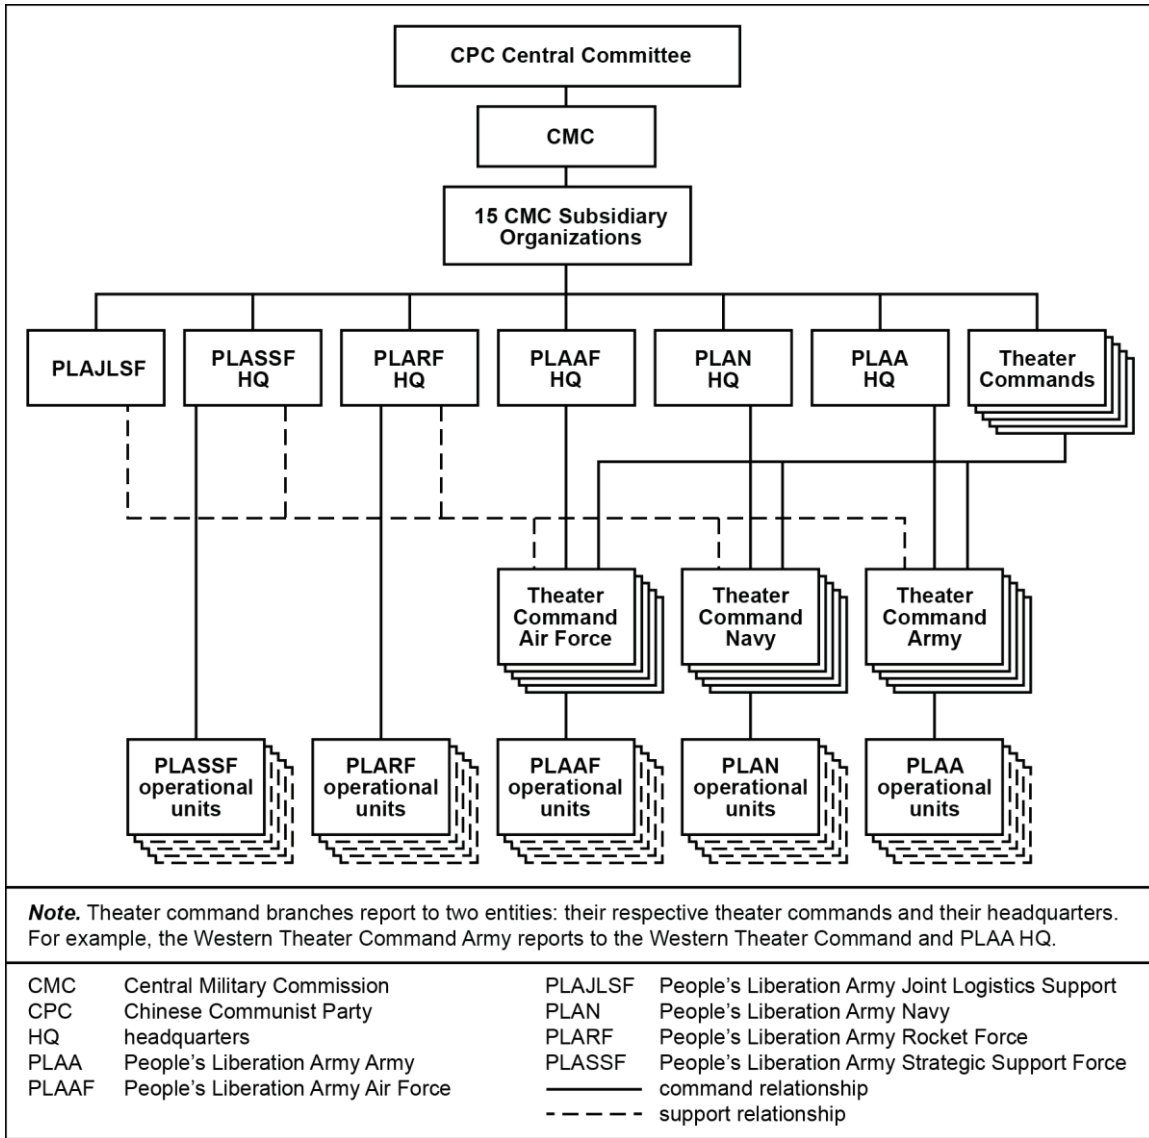 CPC Central Committee
CMC
15 CMC Subsidiary
Organizations
PLAJLSF
PLASSF
HQ
PLARF
HQ
PLAAF
HQ
PLAN
HQ
PLAA
HQ
Theater
Commands
Theater
Command
Air Force
Theater
Command
Navy
Theater
Command
Army
PLASSF
operational
units
PLARF
operational
units
PLAAF
operational
units
PLAN
operational
units
PLAA
operational
units
Note. Theater command branches report to two entities: their respective theater commands and their headquarters.
For example, the Western Theater Command Army reports to the Western Theater Command and PLAA HQ.
CMC Central Military Commission
CPC Chinese Communist Party
HQ headquarters
PLAA People’s Liberation Army Army
PLAAF People’s Liberation Army Air Force
PLAJLSF People’s Liberation Army Joint Logistics Support
PLAN People’s Liberation Army Navy
PLARF People’s Liberation Army Rocket Force
PLASSF People’s Liberation Army Strategic Support Force
command relationship
support relationship